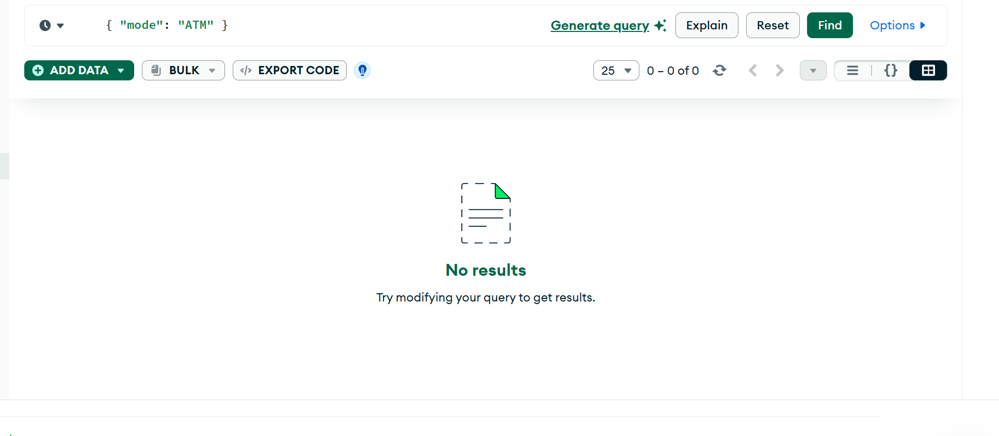 { "mode": "ATM" } Generate query Explain Reset Find Options
ADD DATA BULK </> EXPORT CODE 25 0 – 0 of 0 {}
No results
Try modifying your query to get results.